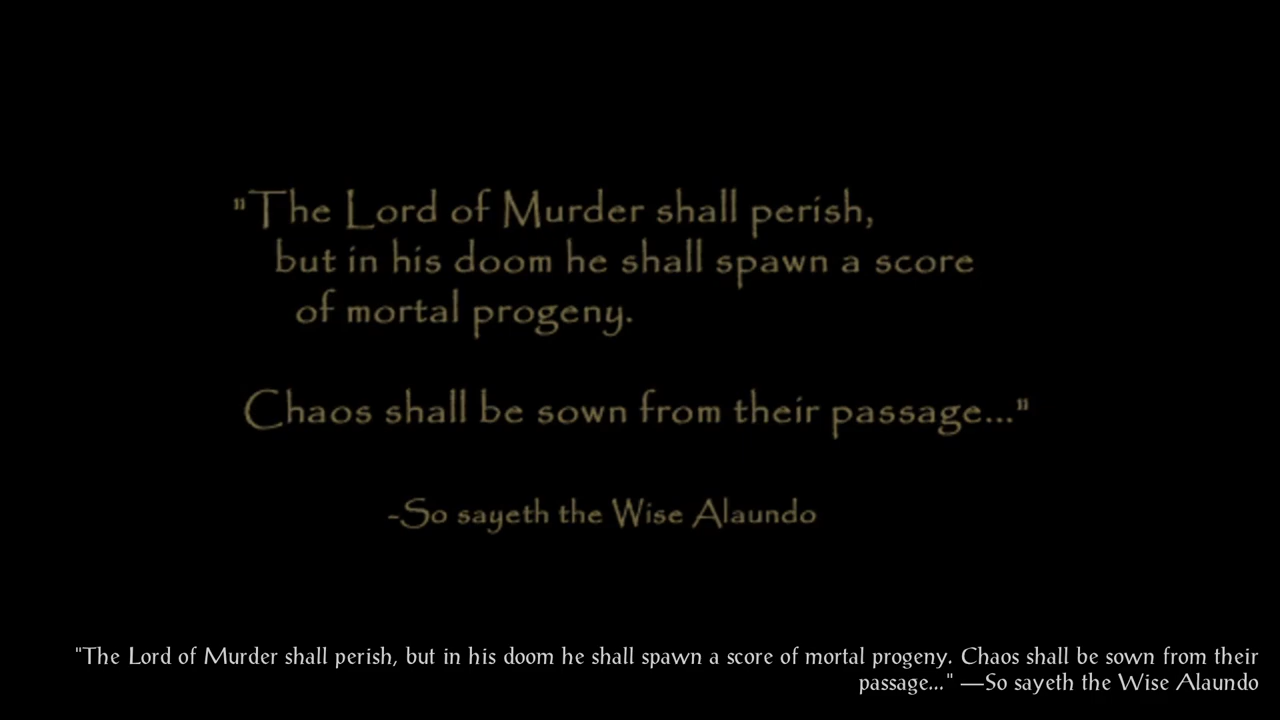 "The Lord of Murder shall perish,
but in his doom he shall spawn a score
of mortal progeny.
Chaos shall be sown from their passage..."
-So sayeth the Wise Alaundo
"The Lord of Murder shall perish, but in his doom he shall spawn a score of mortal progeny. Chaos shall be sown from their
passage..." —So sayeth the Wise Alaundo